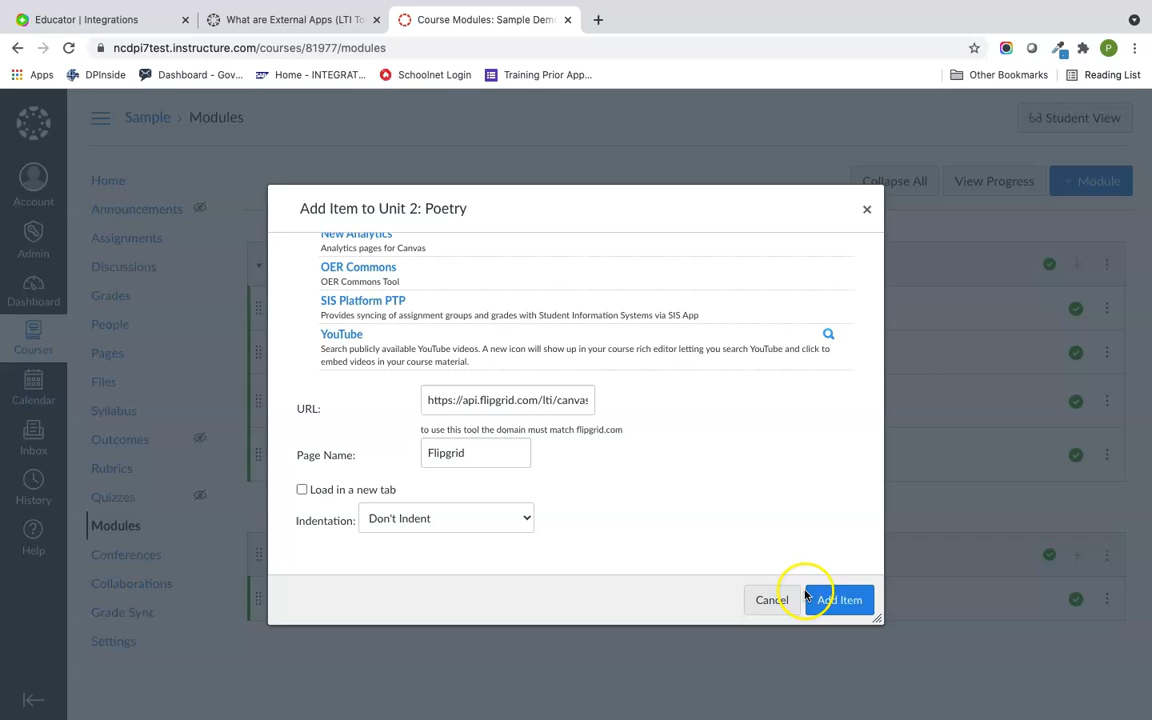 Educator | Integrations
What are External Apps (LTI To
Course Modules: Sample Dem
ncdpi7test.instructure.com/courses/81977/modules
Apps
DPInside
Dashboard - Gov...
Home - INTEGRAT...
Schoolnet Login
Training Prior App...
Other Bookmarks
Reading List
P
Sample › Modules
Student View
Collapse All
View Progress
+ Module
Account
Admin
Dashboard
Courses
Calendar
Inbox
History
Help
Home
Announcements
Assignments
Discussions
Grades
People
Pages
Files
Syllabus
Outcomes
Rubrics
Quizzes
Modules
Conferences
Collaborations
Grade Sync
Settings
Add Item to Unit 2: Poetry
New Analytics
Analytics pages for Canvas
OER Commons
OER Commons Tool
SIS Platform PTP
Provides syncing of assignment groups and grades with Student Information Systems via SIS App
YouTube
Search publicly available YouTube videos. A new icon will show up in your course rich editor letting you search YouTube and click to
embed videos in your course material.
URL:
https://api.flipgrid.com/lti/canvas
to use this tool the domain must match flipgrid.com
Page Name:
Flipgrid
Load in a new tab
Indentation:
Don't Indent
Cancel
Add Item